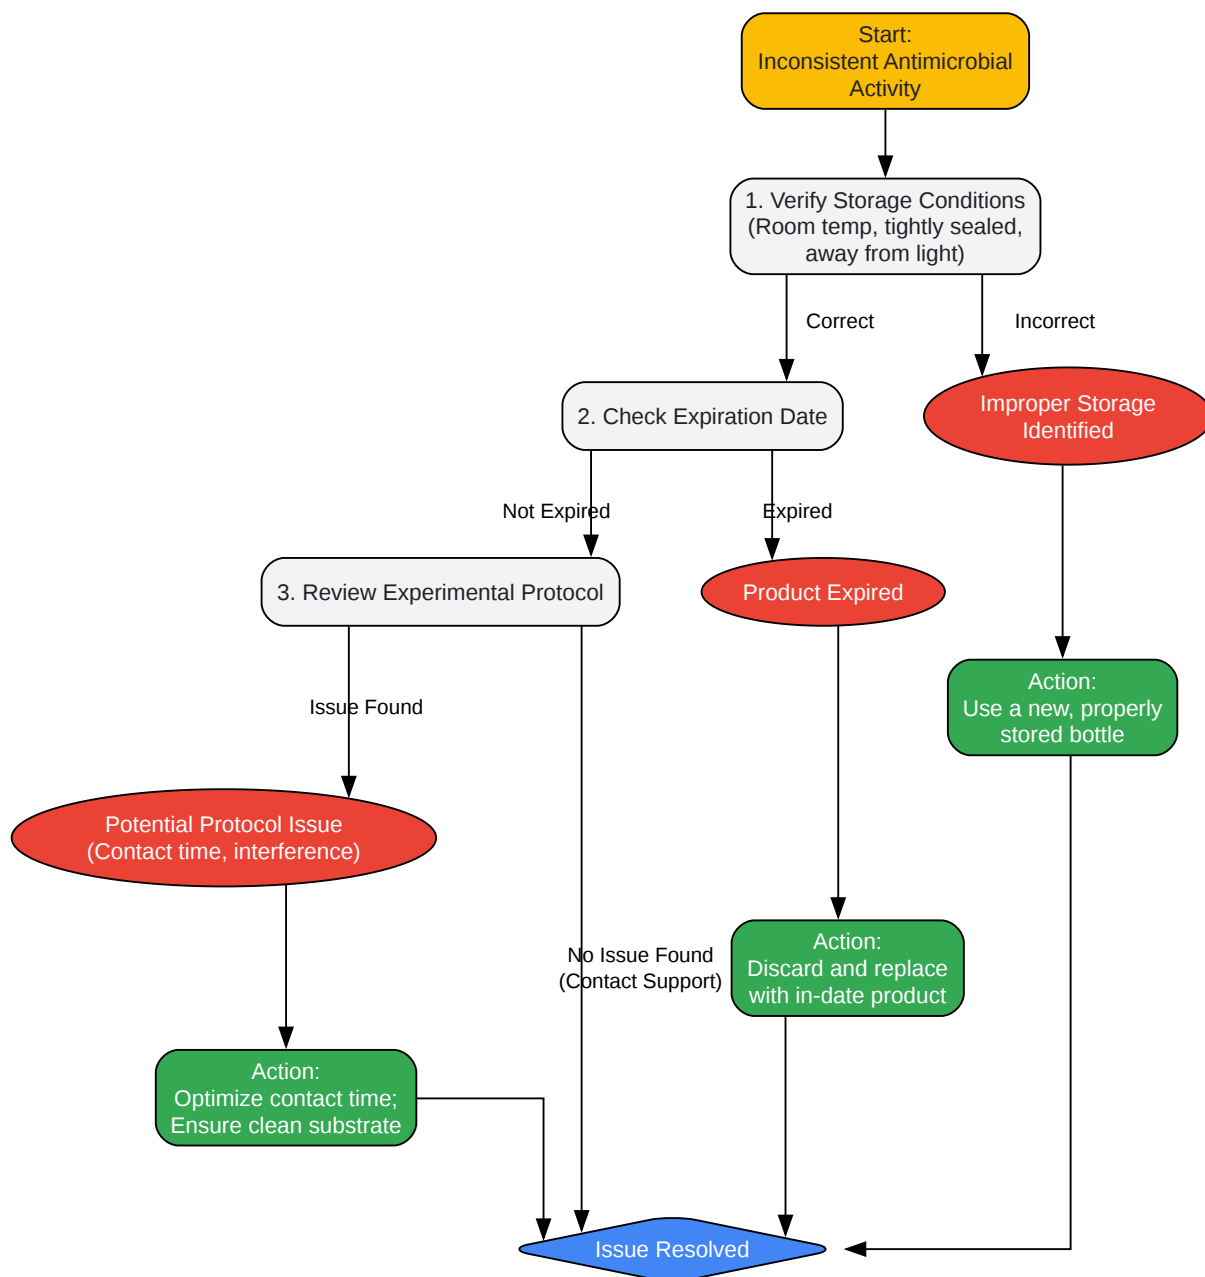 Start:
Inconsistent Antimicrobial
Activity
1. Verify Storage Conditions
(Room temp, tightly sealed,
away from light)
Correct
Incorrect
2. Check Expiration Date
Improper Storage
Identified
Not Expired
Expired
3. Review Experimental Protocol
Product Expired
Issue Found
Action:
Use a new, properly
stored bottle
Potential Protocol Issue
(Contact time, interference)
No Issue Found
(Contact Support)
Action:
Discard and replace
with in-date product
Action:
Optimize contact time;
Ensure clean substrate
Issue Resolved